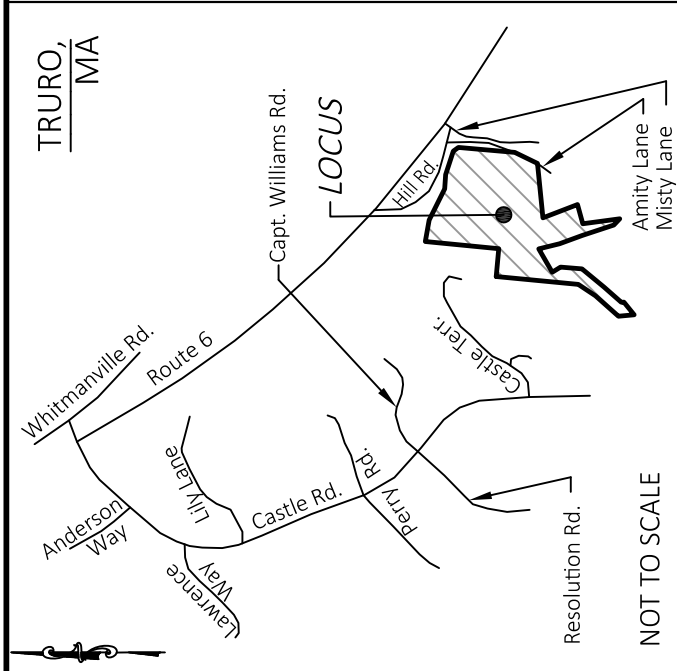 TRURO,
MA
Whitmanville Rd.
Route 6
Capt. Williams Rd.
LOCUS
Hill Rd.
Anderson
Way
Lily Lane
Lawrence
Way
Castle Rd.
Perry Rd.
Castle Terr.
Amity Lane
Misty Lane
Resolution Rd.
NOT TO SCALE